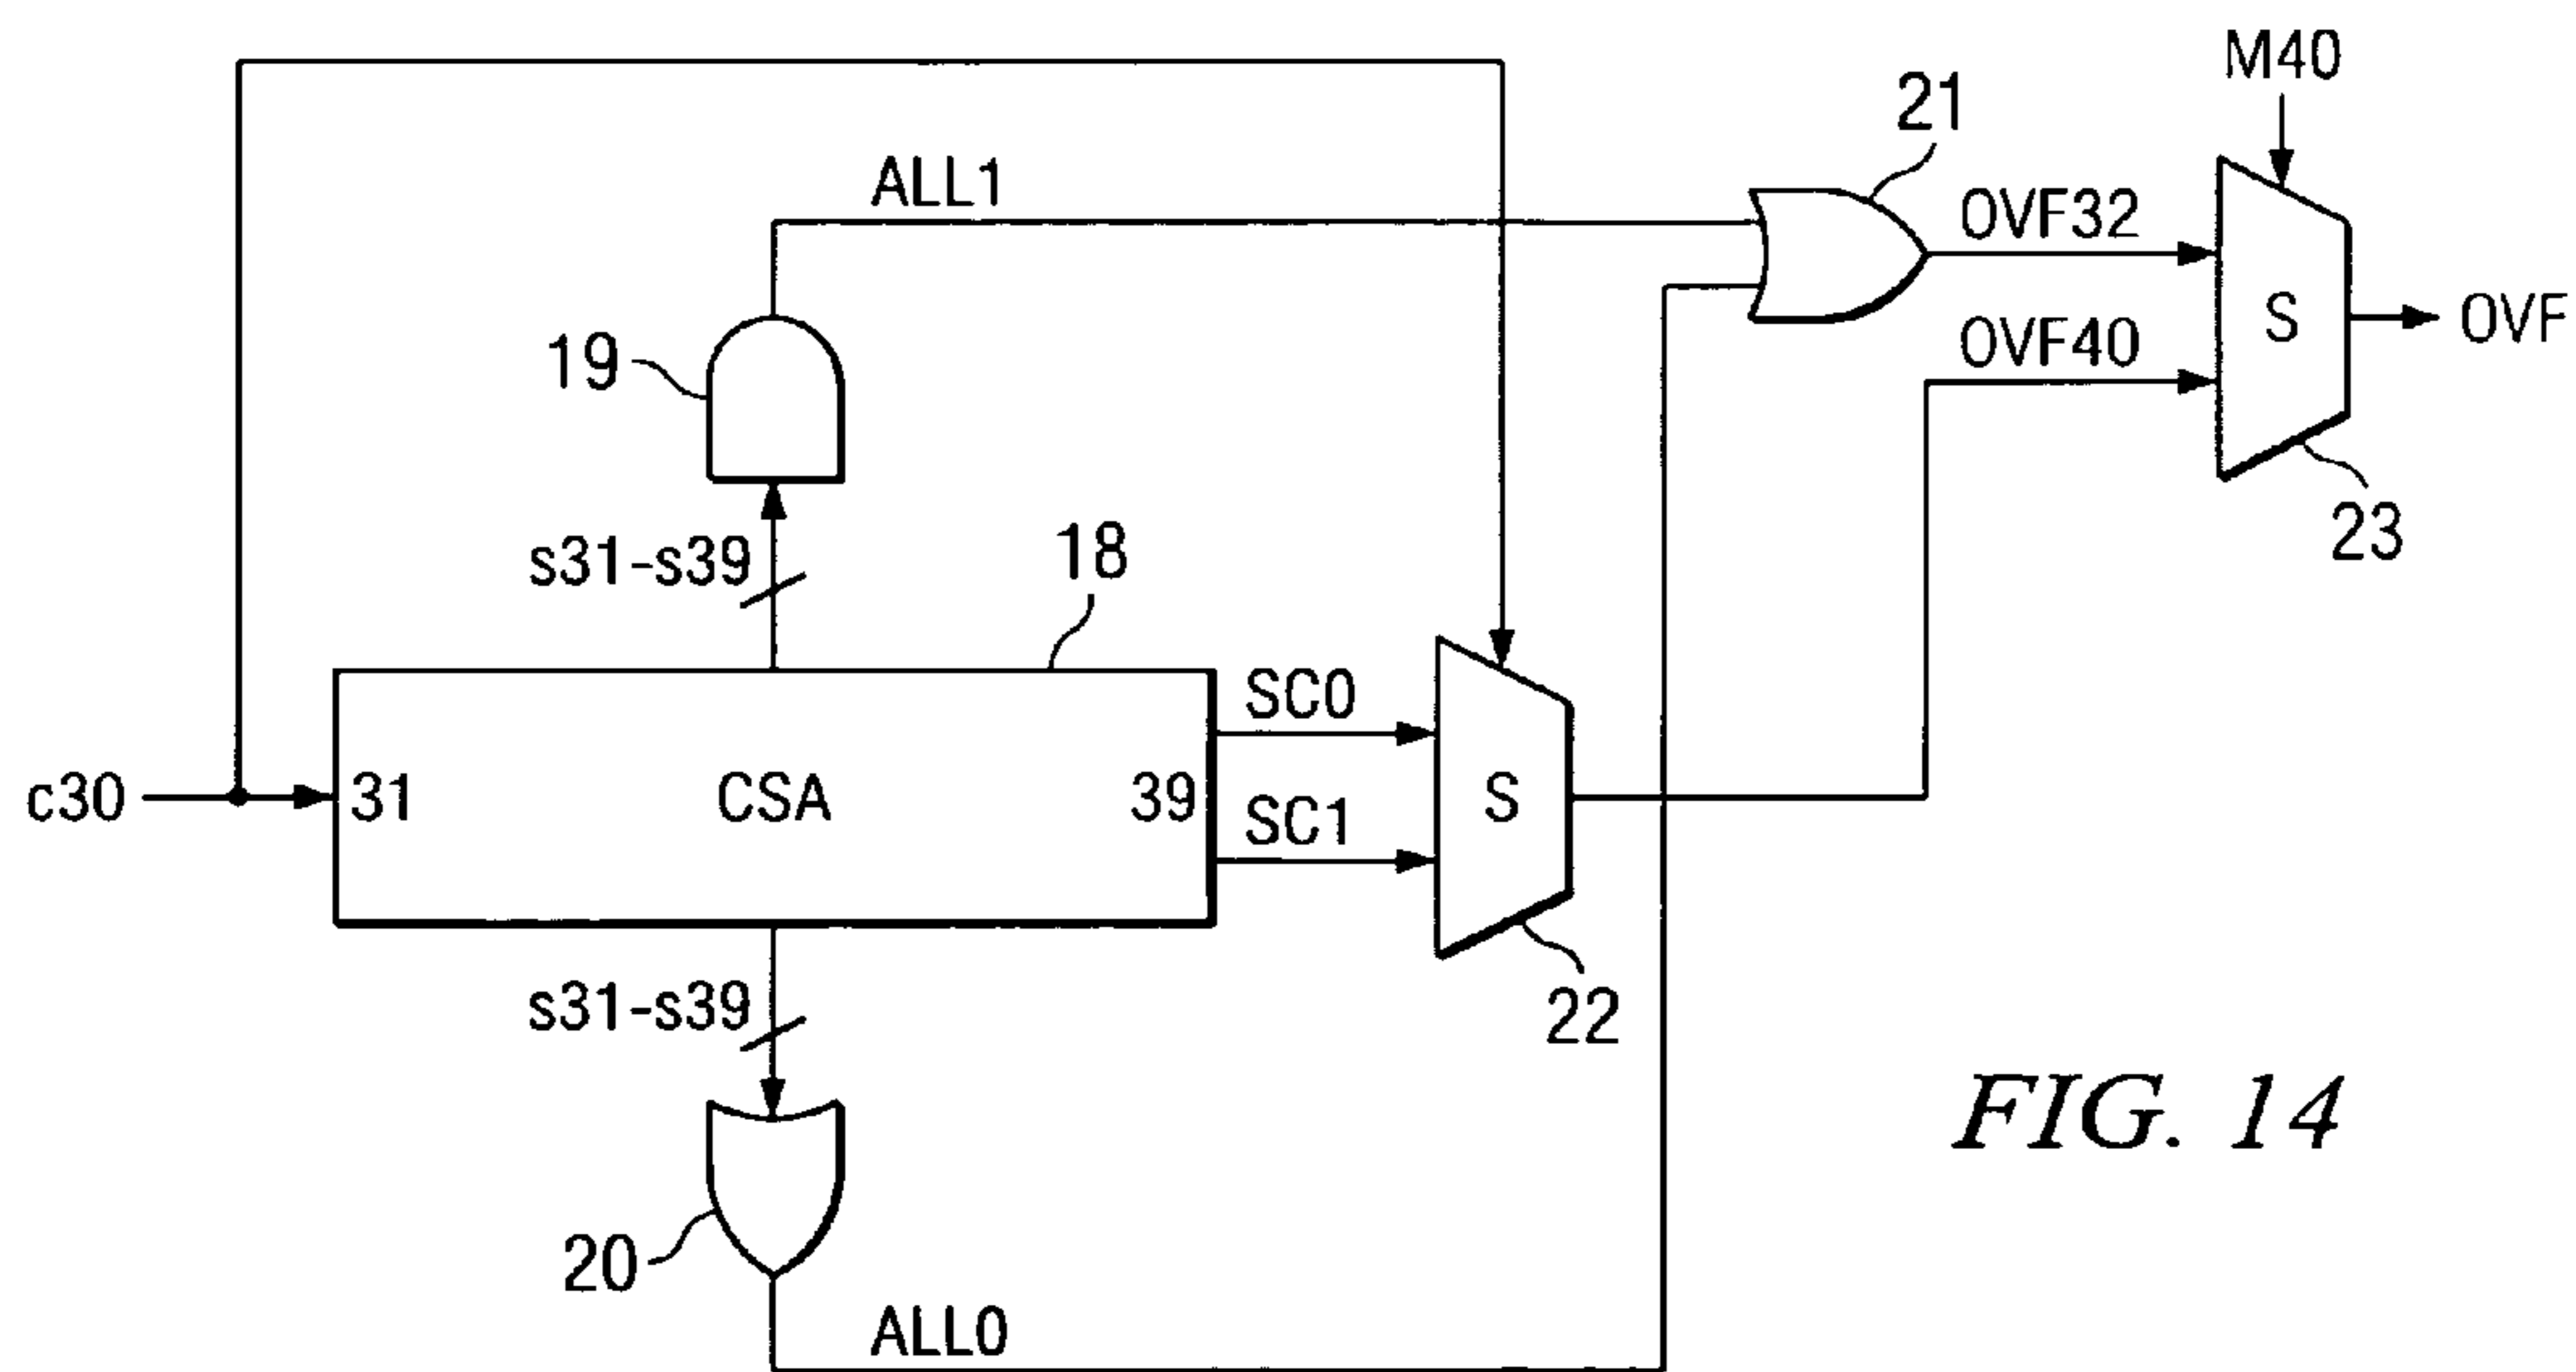 M40
21
ALL1
OVF32
19
S
OVF
OVF40
23
s31-s39
18
SC0
c30
31
CSA
39
S
SC1
s31-s39
22
20
ALL0
FIG. 14